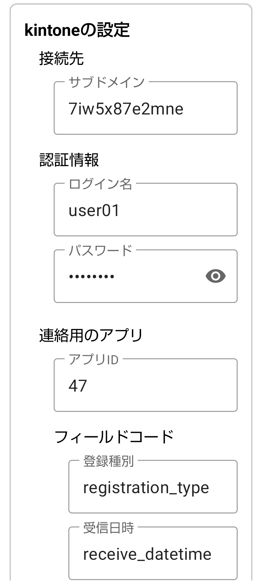 kintoneの設定
接続先
サブドメイン
7iw5x87e2mne
認証情報
ログイン名
user01
パスワード
••••••••
連絡用のアプリ
アプリID
47
フィールドコード
登録種別
registration_type
受信日時
receive_datetime